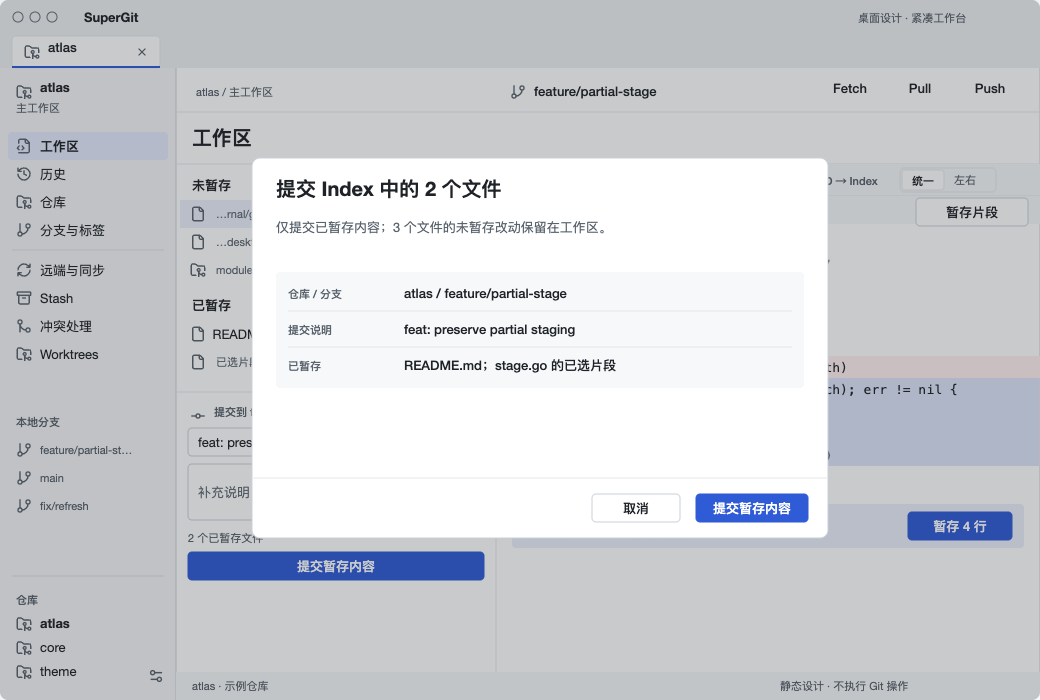 SuperGit
桌面设计 · 紧凑工作台
atlas
atlas
主工作区
atlas / 主工作区
feature/partial-stage
Fetch
Pull
Push
工作区
历史
仓库
分支与标签
远端与同步
Stash
冲突处理
Worktrees
本地分支
feature/partial-st…
main
fix/refresh
仓库
atlas
core
theme
工作区
未暂存
…rnal/g
…desk
module
已暂存
READM
已选片
提交到
feat: pres
补充说明
2 个已暂存文件
提交暂存内容
→ Index
统一
左右
暂存片段
ch)
ch); err != nil {
)
暂存 4 行
提交 Index 中的 2 个文件
仅提交已暂存内容；3 个文件的未暂存改动保留在工作区。
仓库 / 分支
atlas / feature/partial-stage
提交说明
feat: preserve partial staging
已暂存
README.md；stage.go 的已选片段
取消
提交暂存内容
atlas · 示例仓库
静态设计 · 不执行 Git 操作